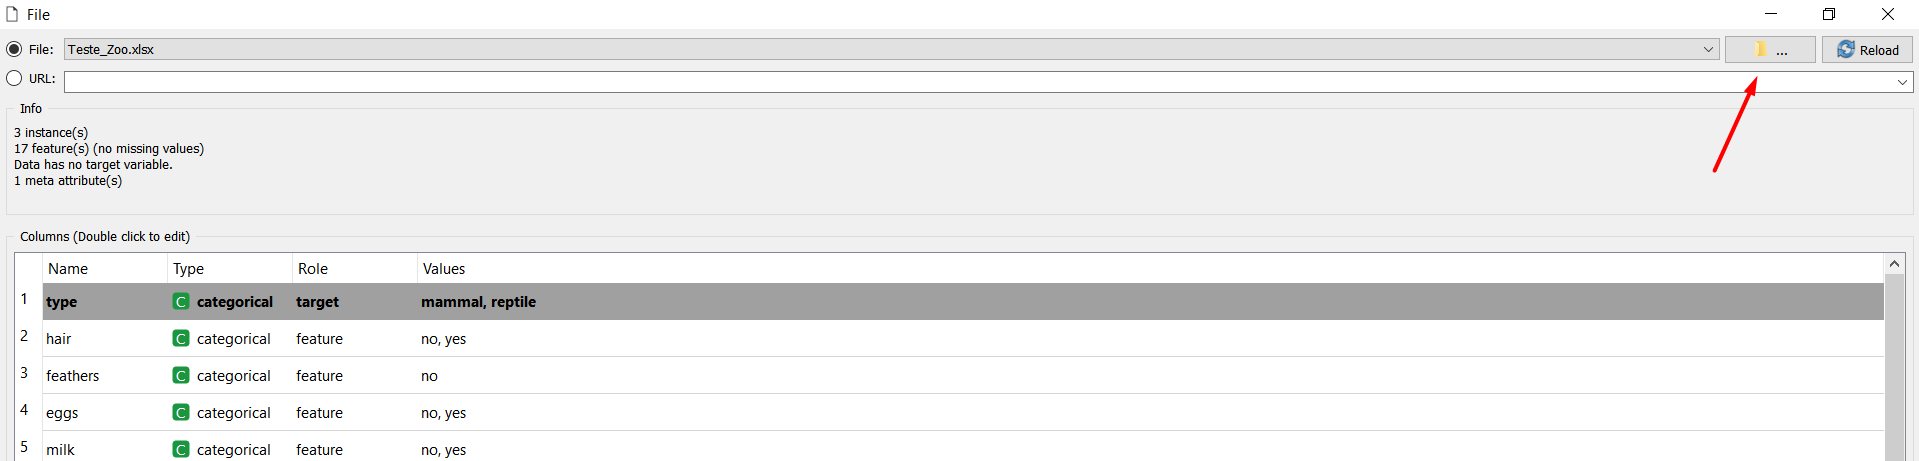 File
File: Teste_Zoo.xlsx ... Reload
URL:
Info
3 instance(s)
17 feature(s) (no missing values)
Data has no target variable.
1 meta attribute(s)
Columns (Double click to edit)
Name Type Role Values
1 type C categorical target mammal, reptile
2 hair C categorical feature no, yes
3 feathers C categorical feature no
4 eggs C categorical feature no, yes
5 milk C categorical feature no, yes